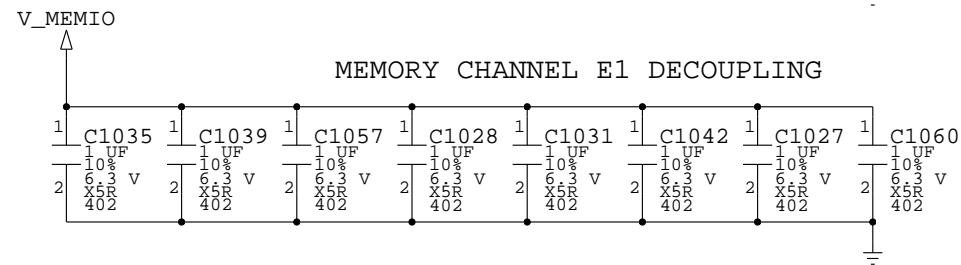 V_MEMIO
MEMORY CHANNEL E1 DECOUPLING
1 C1035
1 UF
10%
6.3 V
2 X5R
402
1 C1039
1 UF
10%
6.3 V
2 X5R
402
1 C1057
1 UF
10%
6.3 V
2 X5R
402
1 C1028
1 UF
10%
6.3 V
2 X5R
402
1 C1031
1 UF
10%
6.3 V
2 X5R
402
1 C1042
1 UF
10%
6.3 V
2 X5R
402
1 C1027
1 UF
10%
6.3 V
2 X5R
402
1 C1060
1 UF
10%
6.3 V
2 X5R
402